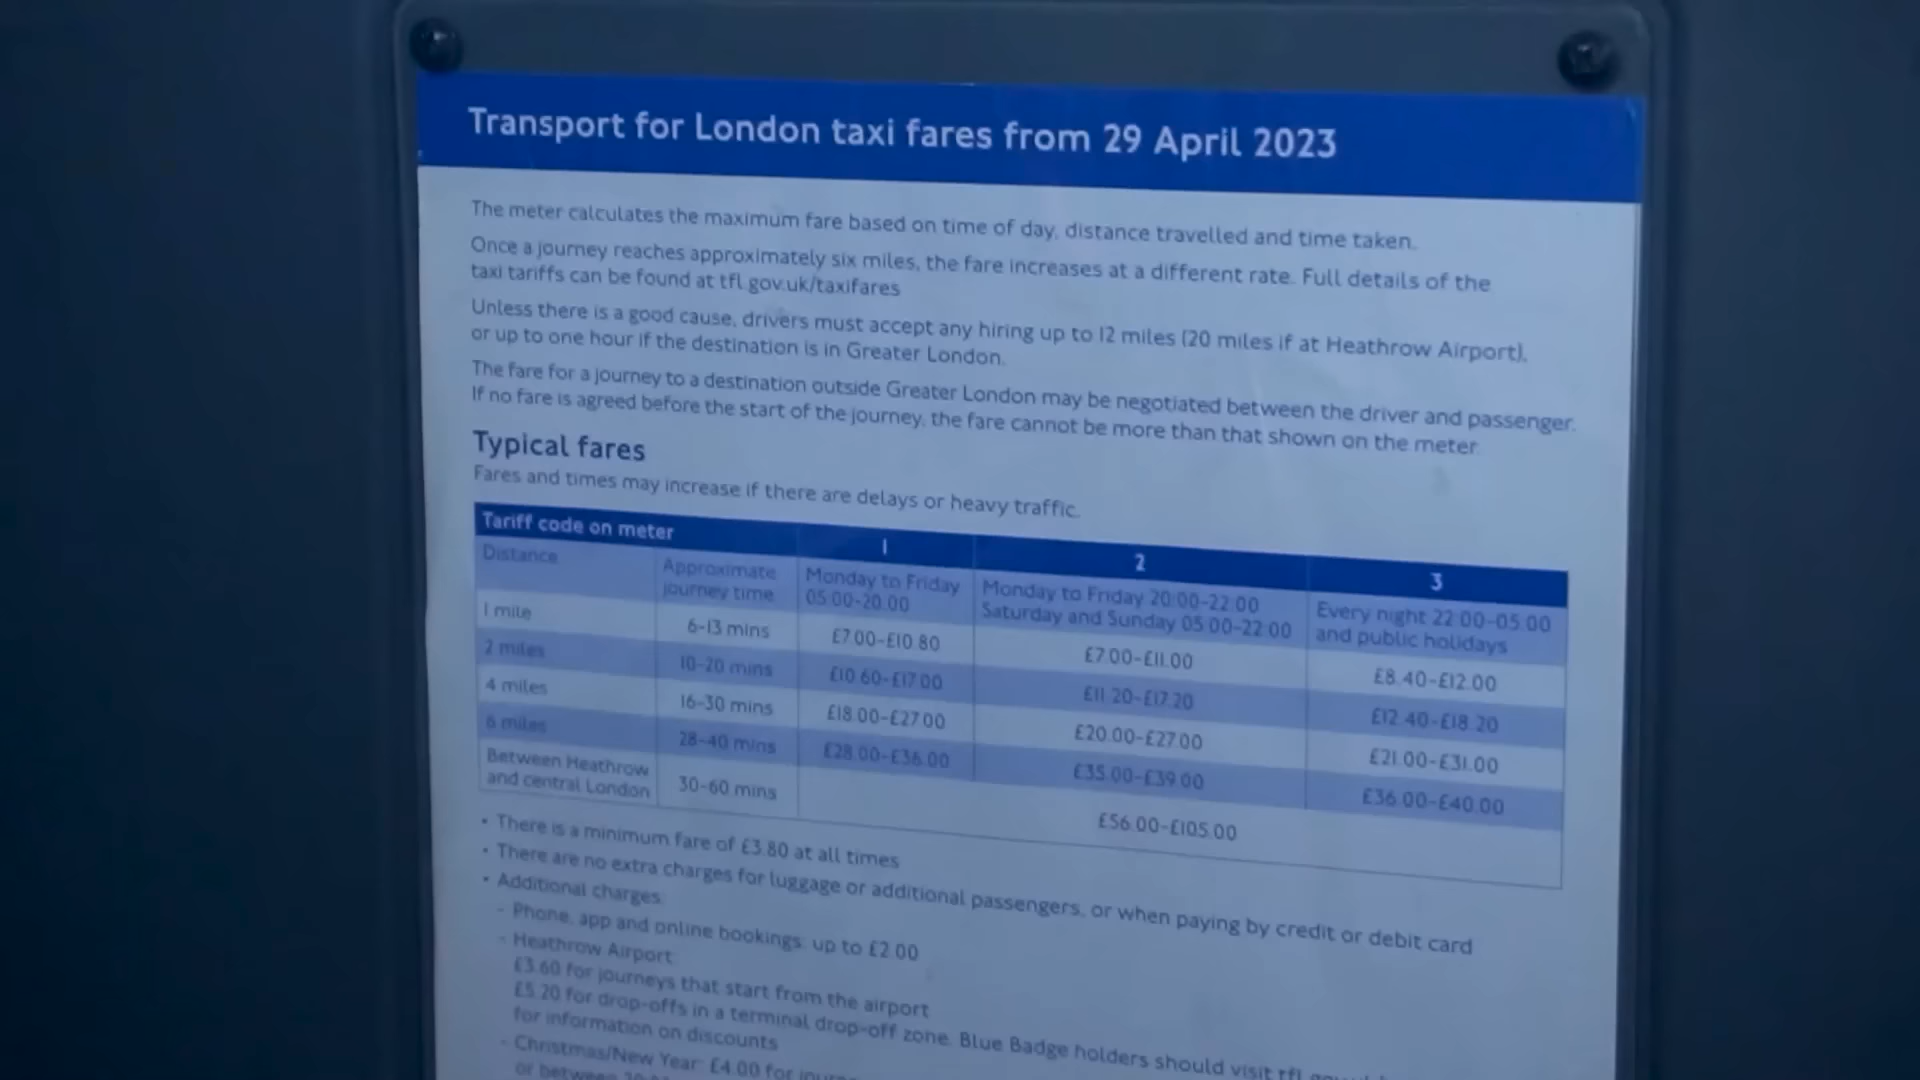 Transport for London taxi fares from 29 April 2023
The meter calculates the maximum fare based on time of day, distance travelled and time taken.
Once a journey reaches approximately six miles, the fare increases at a different rate. Full details of the
taxi tariffs can be found at tfl.gov.uk/taxifares
Unless there is a good cause, drivers must accept any hiring up to 12 miles (20 miles if at Heathrow Airport),
or up to one hour if the destination is in Greater London.
The fare for a journey to a destination outside Greater London may be negotiated between the driver and passenger.
If no fare is agreed before the start of the journey, the fare cannot be more than that shown on the meter.
Typical fares
Fares and times may increase if there are delays or heavy traffic.
Tariff code on meter 1 2 3
Distance Approximate journey time Monday to Friday 05:00-20:00 Monday to Friday 20:00-22:00 Saturday and Sunday 05:00-22:00 Every night 22:00-05:00 and public holidays
1 mile 6-13 mins £7.00-£10.80 £7.00-£11.00 £8.40-£12.00
2 miles 10-20 mins £10.60-£17.00 £11.20-£17.20 £12.40-£18.20
4 miles 16-30 mins £18.00-£27.00 £20.00-£27.00 £21.00-£31.00
6 miles 28-40 mins £28.00-£36.00 £35.00-£39.00 £36.00-£40.00
Between Heathrow and central London 30-60 mins £56.00-£105.00
• There is a minimum fare of £3.80 at all times
• There are no extra charges for luggage or additional passengers, or when paying by credit or debit card
• Additional charges:
- Phone, app and online bookings: up to £2.00
- Heathrow Airport:
£3.60 for journeys that start from the airport
£5.20 for drop-offs in a terminal drop-off zone. Blue Badge holders should visit tfl
for information on discounts
- Christmas/New Year: £4.00 for
or between